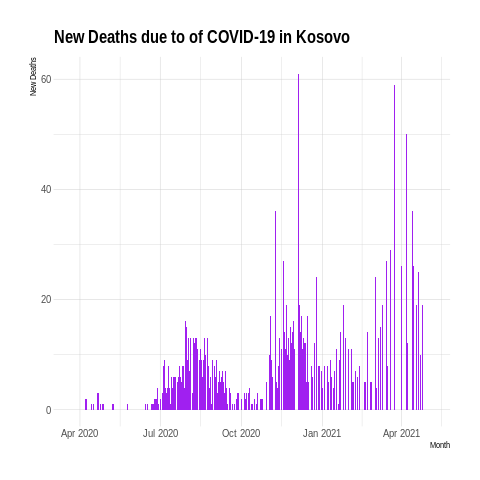 New Deaths due to of COVID-19 in Kosovo
New Deaths
60
40
20
0
Apr 2020 Jul 2020 Oct 2020 Jan 2021 Apr 2021
Month